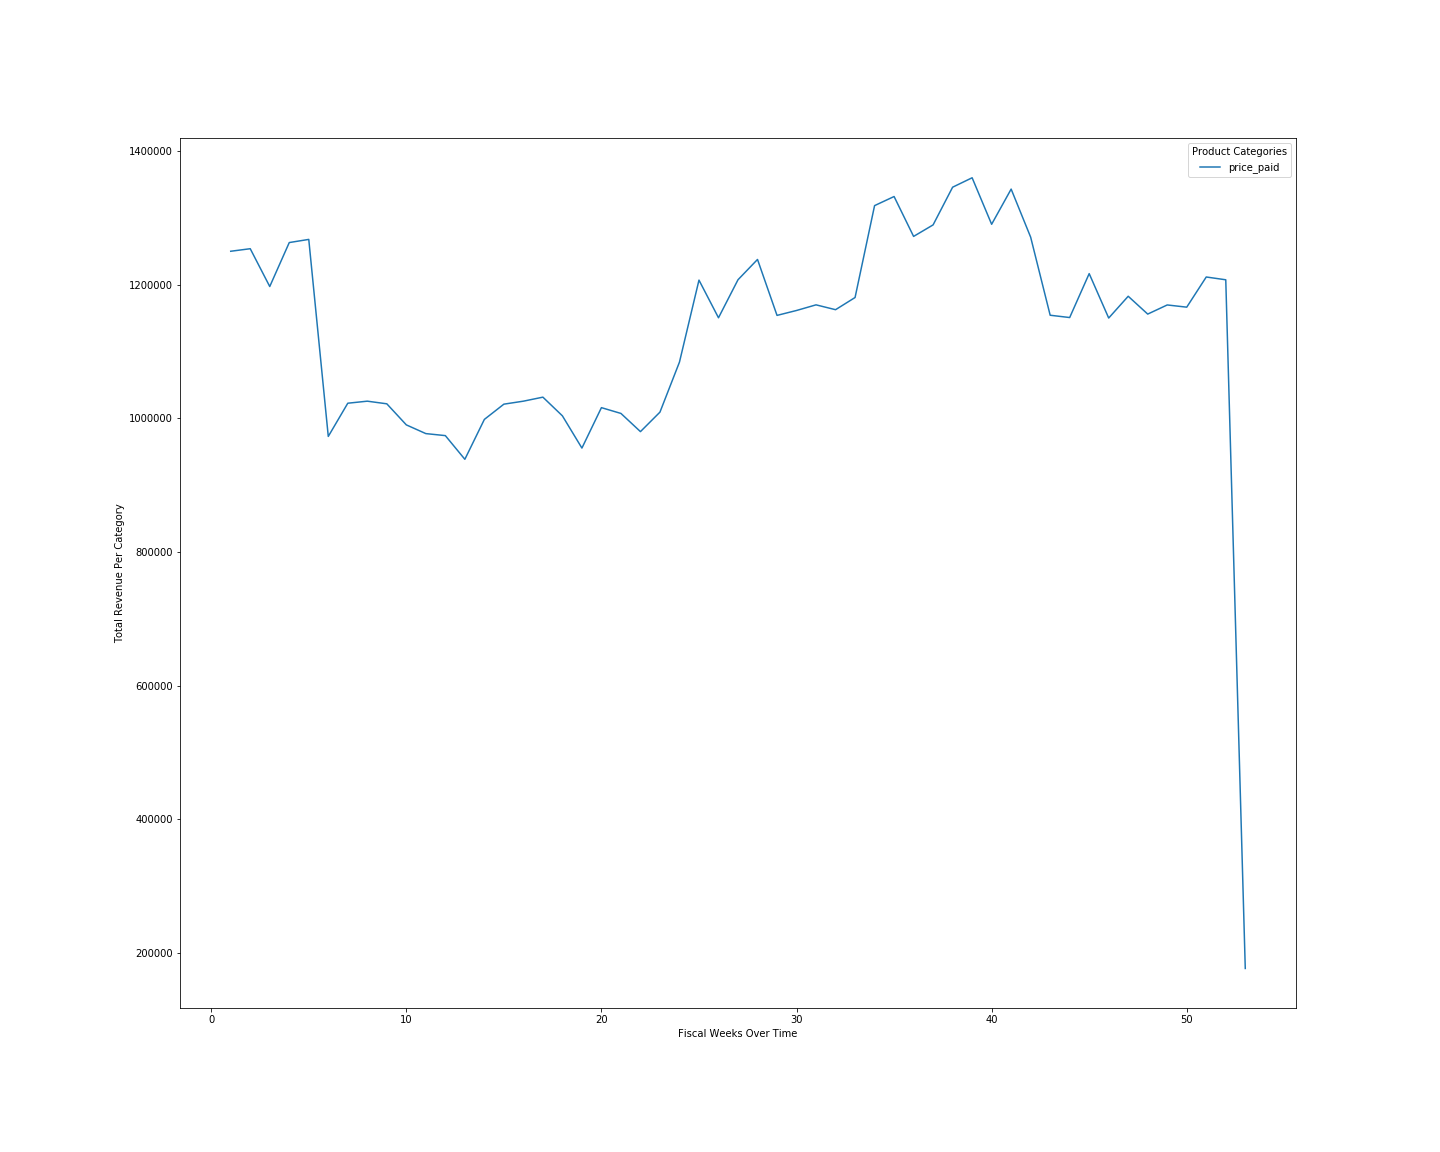 1400000
1200000
1000000
800000
600000
400000
200000
Total Revenue Per Category
Product Categories
price_paid
0 10 20 30 40 50
Fiscal Weeks Over Time